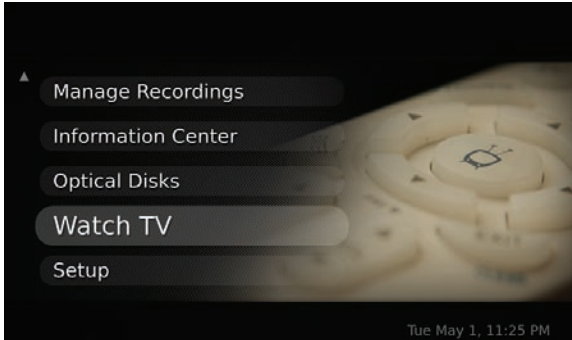 Manage Recordings
Information Center
Optical Disks
Watch TV
Setup
Tue May 1, 11:25 PM